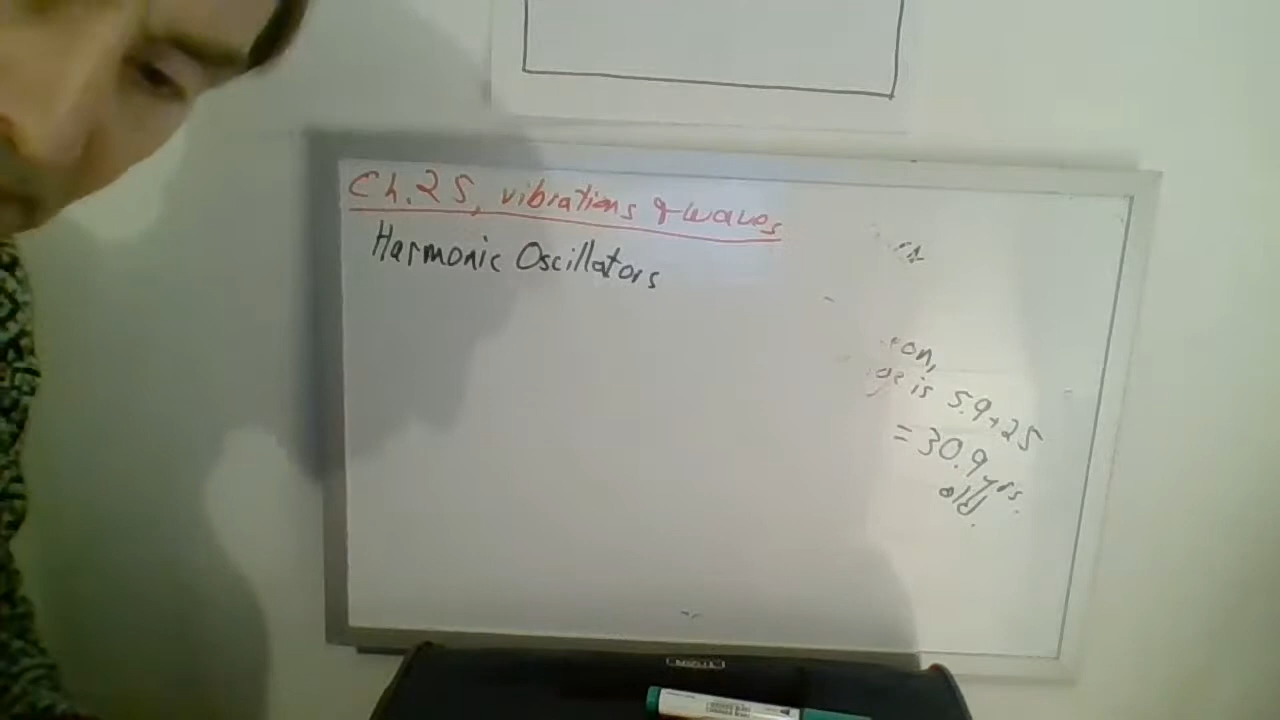 Ch. 25, vibrations & waves
Harmonic Oscillators
is 5.9+25
= 30.9 yrs.
old